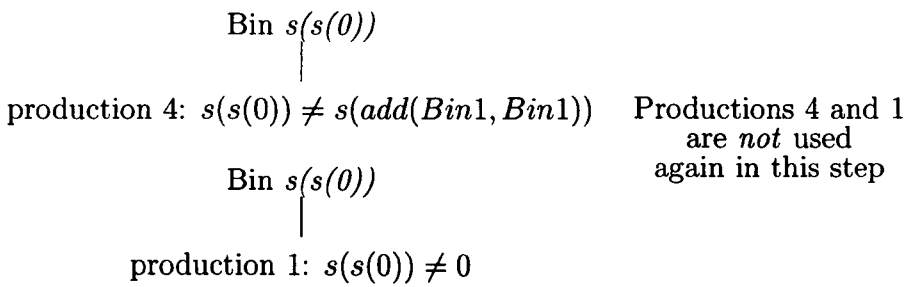 Bin s(s(0))
production 4: s(s(0)) ≠ s(add(Bin1, Bin1)) Productions 4 and 1
are not used
again in this step
Bin s(s(0))
production 1: s(s(0)) ≠ 0